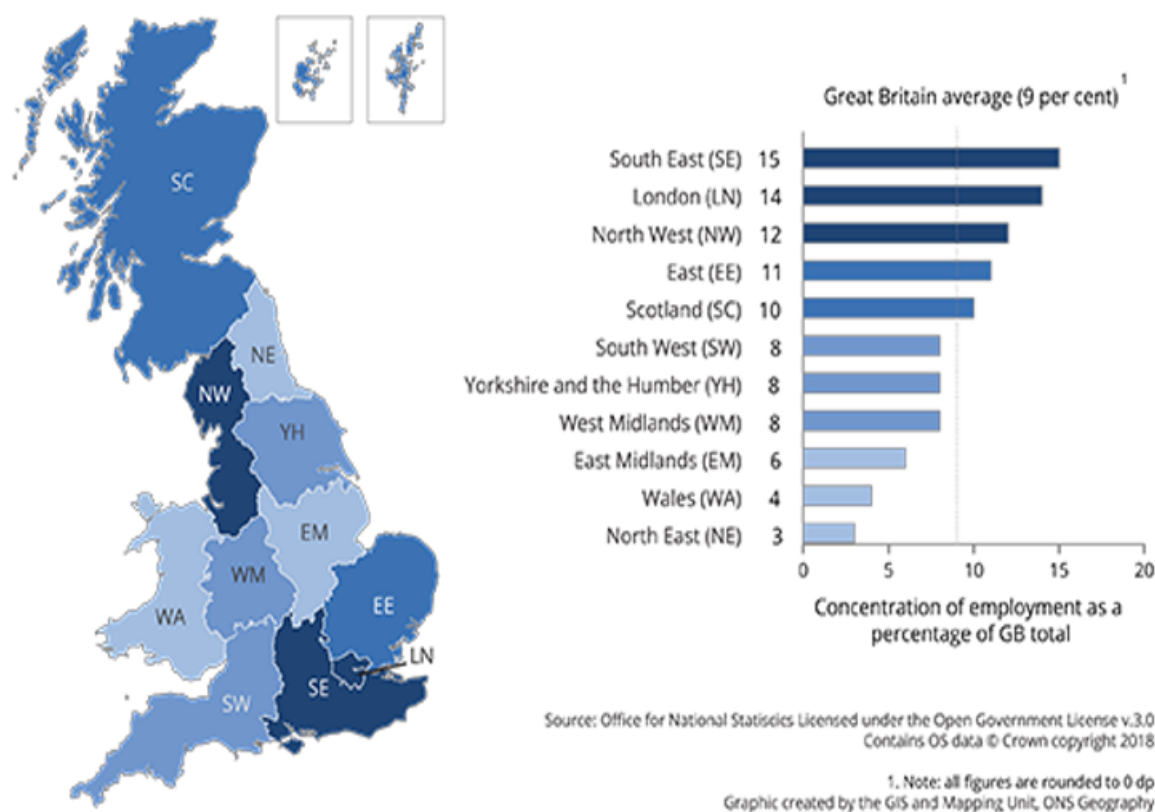 SC
NE
NW
YH
EM
WM
EE
WA
LN
SE
SW
Great Britain average (9 per cent) 1
South East (SE) 15
London (LN) 14
North West (NW) 12
East (EE) 11
Scotland (SC) 10
South West (SW) 8
Yorkshire and the Humber (YH) 8
West Midlands (WM) 8
East Midlands (EM) 6
Wales (WA) 4
North East (NE) 3
0 5 10 15 20
Concentration of employment as a
percentage of GB total
Source: Office for National Statiscics Licensed under the Open Government License v.3.0
Contains OS data © Crown copyright 2018
1. Note: all figures are rounded to 0 dp
Graphic created by the GIS and Mapping Unit, ONS Geography